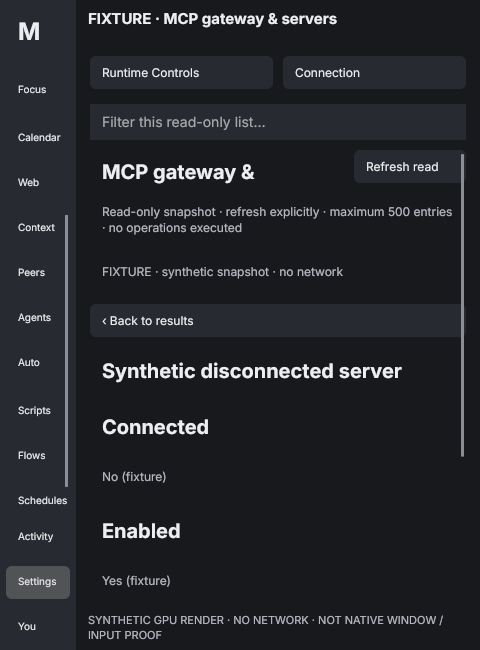 M
Focus
Calendar
Web
Context
Peers
Agents
Auto
Scripts
Flows
Schedules
Activity
Settings
You
FIXTURE · MCP gateway & servers
Runtime Controls
Connection
Filter this read-only list...
MCP gateway &
Refresh read
Read-only snapshot · refresh explicitly · maximum 500 entries
· no operations executed
FIXTURE · synthetic snapshot · no network
‹ Back to results
Synthetic disconnected server
Connected
No (fixture)
Enabled
Yes (fixture)
SYNTHETIC GPU RENDER · NO NETWORK · NOT NATIVE WINDOW /
INPUT PROOF